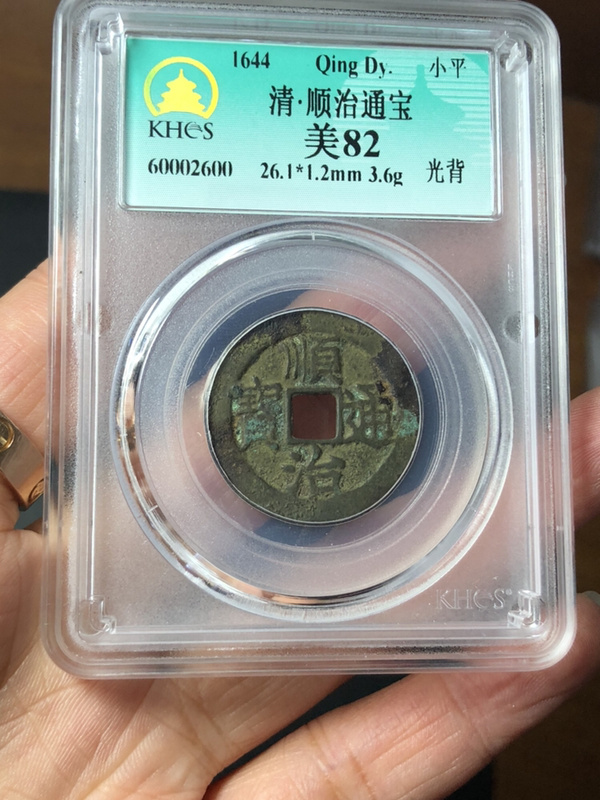 1644 Qing Dy. 小平
清·顺治通宝
KHCS 美82
60002600 26.1*1.2mm 3.6g 光背
順
寶 通
治
KHCS